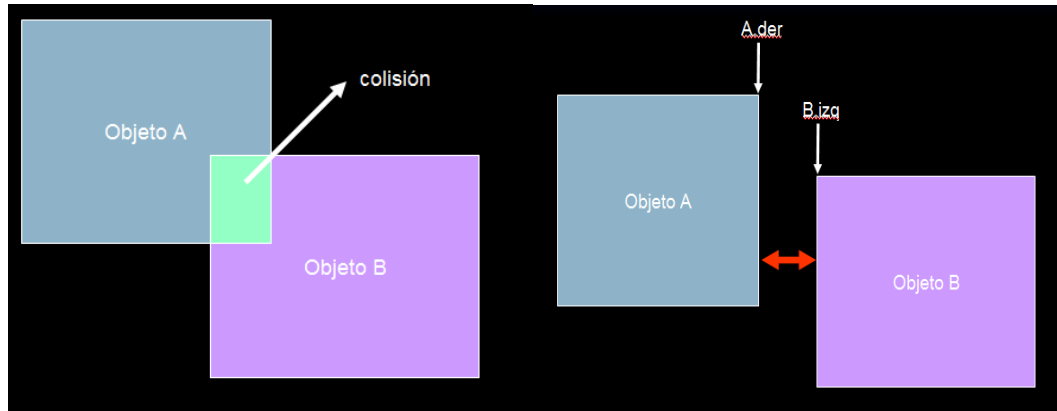 Objeto A
colisión
Objeto B
A.der
B.izq
Objeto A
Objeto B